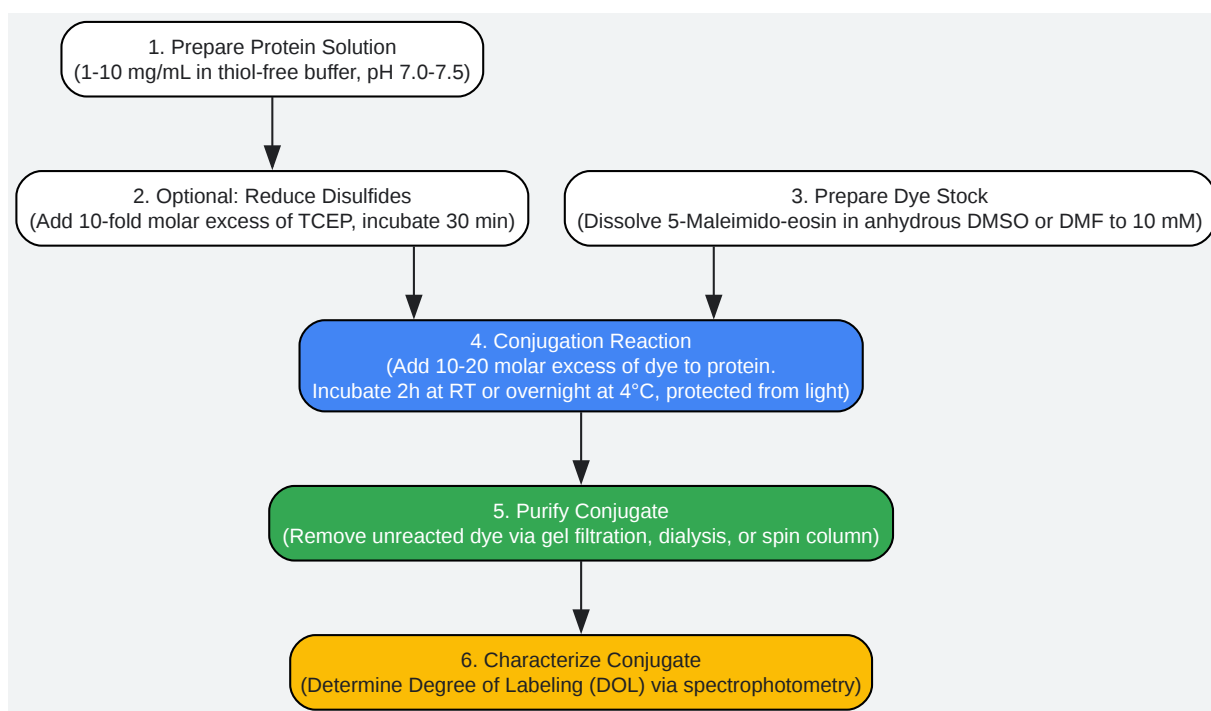 1. Prepare Protein Solution
(1-10 mg/mL in thiol-free buffer, pH 7.0-7.5)
2. Optional: Reduce Disulfides
(Add 10-fold molar excess of TCEP, incubate 30 min)
3. Prepare Dye Stock
(Dissolve 5-Maleimido-eosin in anhydrous DMSO or DMF to 10 mM)
4. Conjugation Reaction
(Add 10-20 molar excess of dye to protein.
Incubate 2h at RT or overnight at 4°C, protected from light)
5. Purify Conjugate
(Remove unreacted dye via gel filtration, dialysis, or spin column)
6. Characterize Conjugate
(Determine Degree of Labeling (DOL) via spectrophotometry)